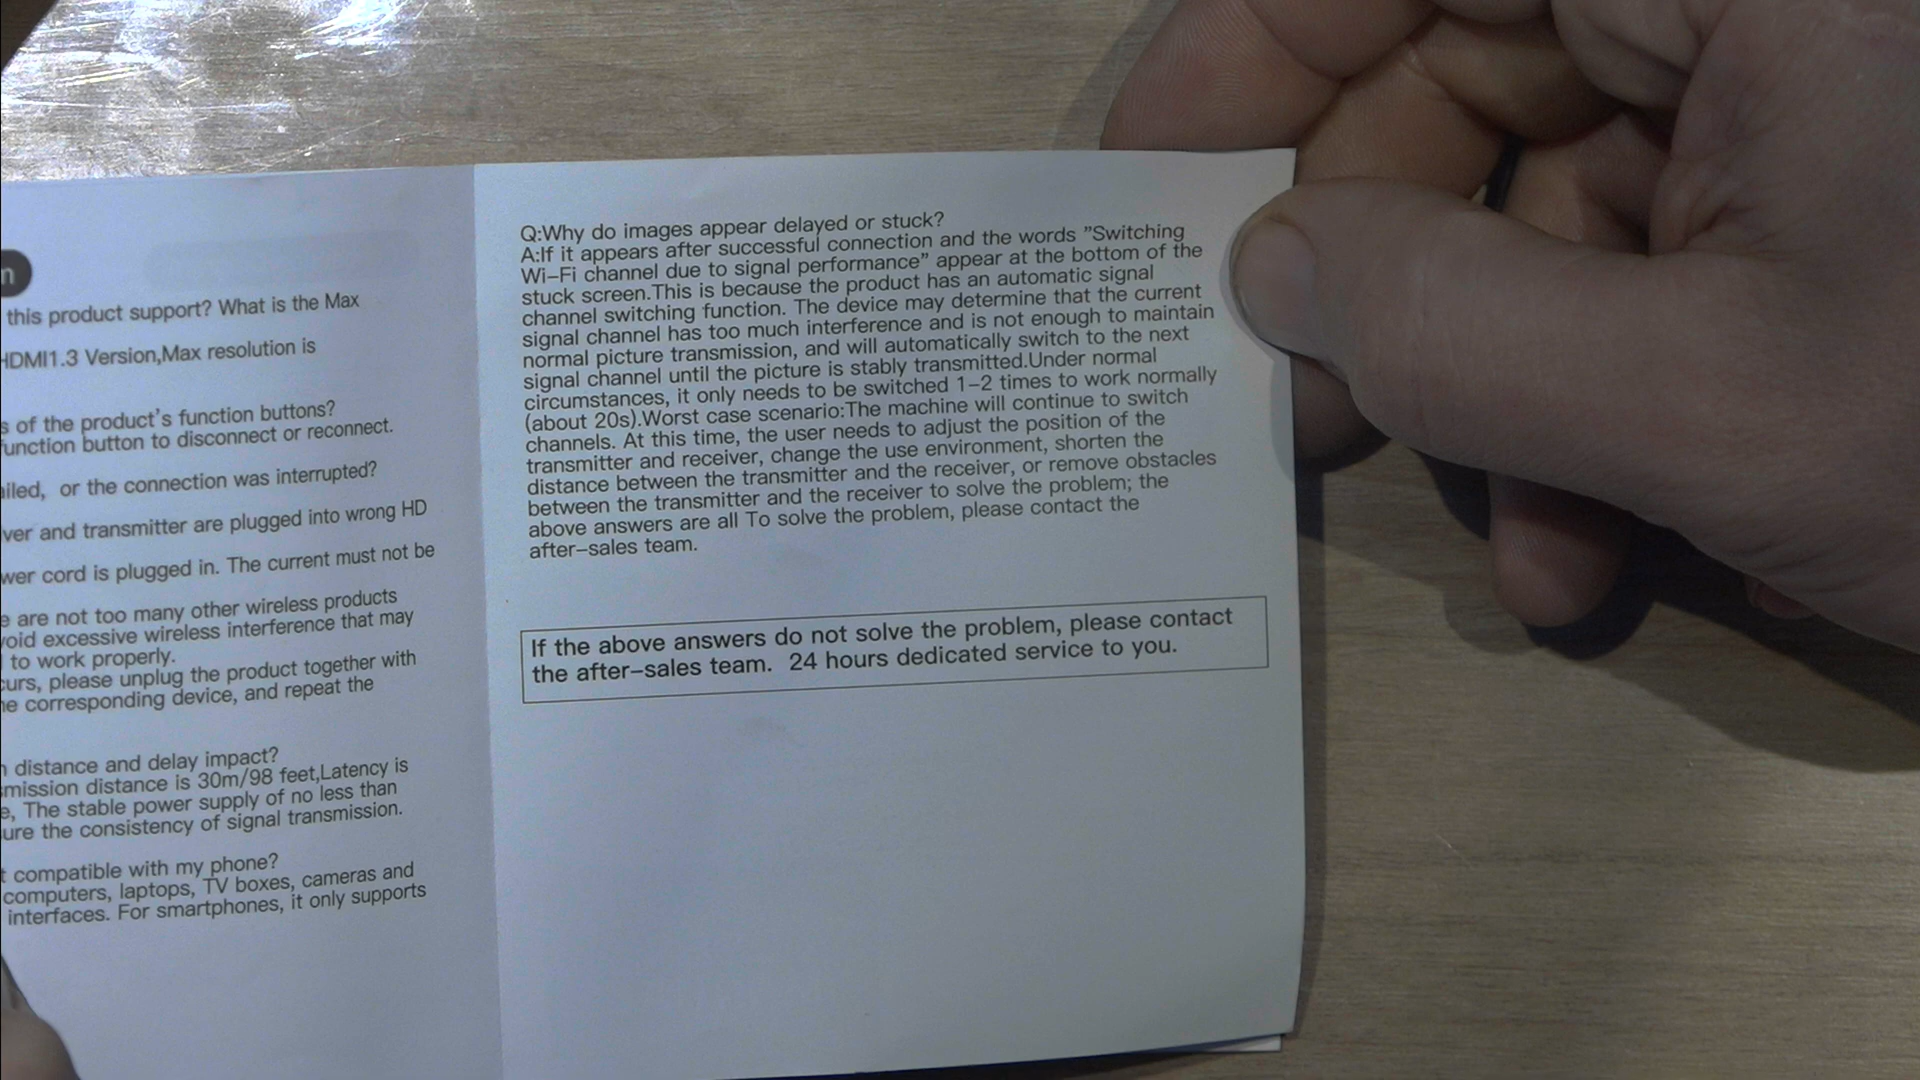 this product support? What is the Max
HDMI1.3 Version,Max resolution is
s of the product's function buttons?
unction button to disconnect or reconnect.
ailed, or the connection was interrupted?
ver and transmitter are plugged into wrong HD
wer cord is plugged in. The current must not be
e are not too many other wireless products
void excessive wireless interference that may
to work properly.
curs, please unplug the product together with
he corresponding device, and repeat the
n distance and delay impact?
smission distance is 30m/98 feet,Latency is
e, The stable power supply of no less than
ure the consistency of signal transmission.
t compatible with my phone?
computers, laptops, TV boxes, cameras and
interfaces. For smartphones, it only supports
Q:Why do images appear delayed or stuck?
A:If it appears after successful connection and the words "Switching
Wi–Fi channel due to signal performance" appear at the bottom of the
stuck screen.This is because the product has an automatic signal
channel switching function. The device may determine that the current
signal channel has too much interference and is not enough to maintain
normal picture transmission, and will automatically switch to the next
signal channel until the picture is stably transmitted.Under normal
circumstances, it only needs to be switched 1–2 times to work normally
(about 20s).Worst case scenario:The machine will continue to switch
channels. At this time, the user needs to adjust the position of the
transmitter and receiver, change the use environment, shorten the
distance between the transmitter and the receiver, or remove obstacles
between the transmitter and the receiver to solve the problem; the
above answers are all To solve the problem, please contact the
after–sales team.
If the above answers do not solve the problem, please contact
the after–sales team. 24 hours dedicated service to you.